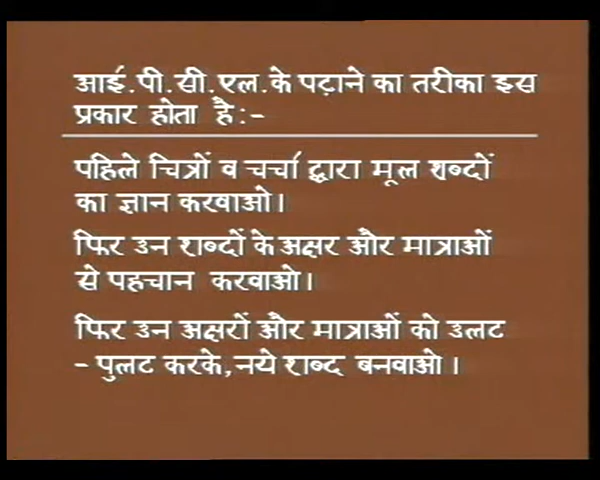 आई.पी.सी.एल.के पढ़ाने का तरीका इस
प्रकार होता है:-
पहिले चित्रों व चर्चा द्वारा मूल शब्दों
का ज्ञान करवाओ।
फिर उन शब्दों के अक्षर और मात्राओं
से पहचान करवाओ।
फिर उन अक्षरों और मात्राओं को उलट
- पुलट करके,नये शब्द बनवाओ।